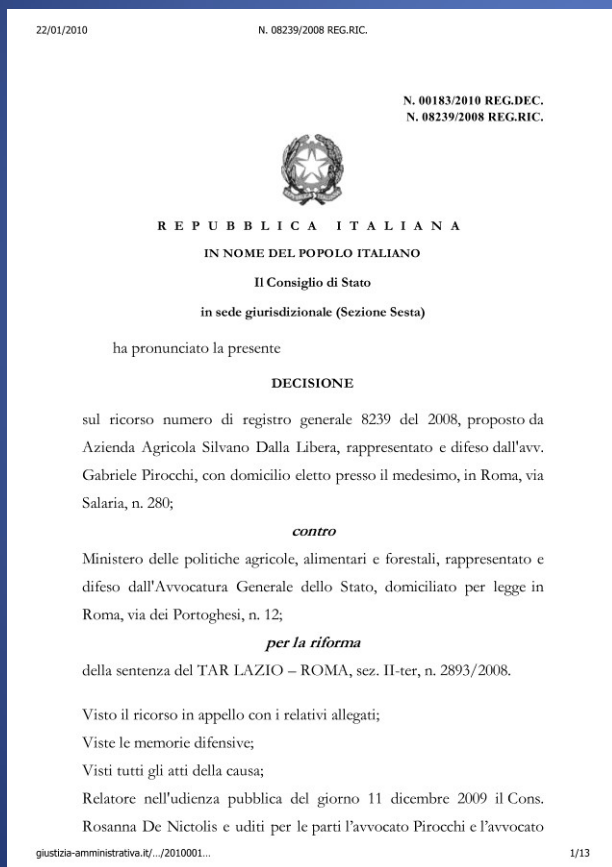 22/01/2010 N. 08239/2008 REG.RIC.
N. 00183/2010 REG.DEC.
N. 08239/2008 REG.RIC.
REPUBBLICA ITALIANA
IN NOME DEL POPOLO ITALIANO
Il Consiglio di Stato
in sede giurisdizionale (Sezione Sesta)
ha pronunciato la presente
DECISIONE
sul ricorso numero di registro generale 8239 del 2008, proposto da
Azienda Agricola Silvano Dalla Libera, rappresentato e difeso dall'avv.
Gabriele Pirocchi, con domicilio eletto presso il medesimo, in Roma, via
Salaria, n. 280;
contro
Ministero delle politiche agricole, alimentari e forestali, rappresentato e
difeso dall'Avvocatura Generale dello Stato, domiciliato per legge in
Roma, via dei Portoghesi, n. 12;
per la riforma
della sentenza del TAR LAZIO – ROMA, sez. II-ter, n. 2893/2008.
Visto il ricorso in appello con i relativi allegati;
Viste le memorie difensive;
Visti tutti gli atti della causa;
Relatore nell'udienza pubblica del giorno 11 dicembre 2009 il Cons.
Rosanna De Nictolis e uditi per le parti l’avvocato Pirocchi e l’avvocato
giustizia-amministrativa.it/.../2010001... 1/13